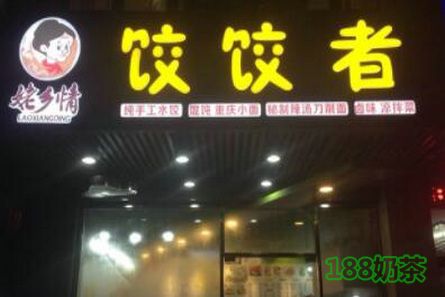 饺饺者
姥乡情
LAOXIANGQING
纯手工水饺 馄饨 重庆小面 秘制辣汤刀削面 卤味 凉拌菜
188奶茶